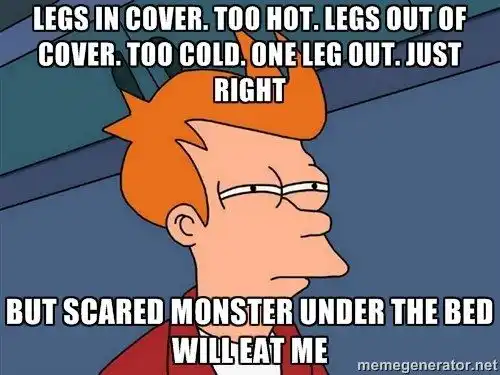 LEGS IN COVER. TOO HOT. LEGS OUT OF
COVER. TOO COLD. ONE LEG OUT. JUST
RIGHT
BUT SCARED MONSTER UNDER THE BED
WILL EAT ME
memegenerator.net